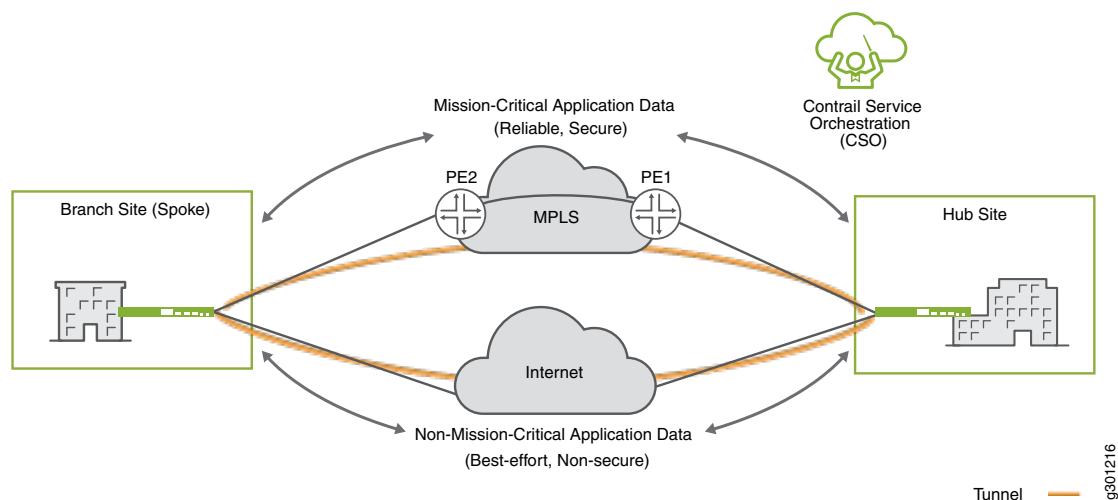 Mission-Critical Application Data
(Reliable, Secure)
Contrail Service
Orchestration
(CSO)
PE2
PE1
Branch Site (Spoke)
MPLS
Hub Site
Internet
Non-Mission-Critical Application Data
(Best-effort, Non-secure)
Tunnel
g301216